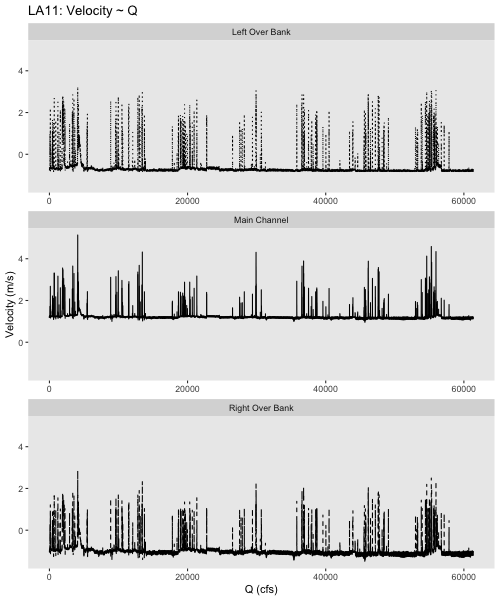 LA11: Velocity ~ Q
Left Over Bank
4
2
0
0 20000 40000 60000
Main Channel
4
2
0
0 20000 40000 60000
Right Over Bank
4
2
0
0 20000 40000 60000
Velocity (m/s)
Q (cfs)